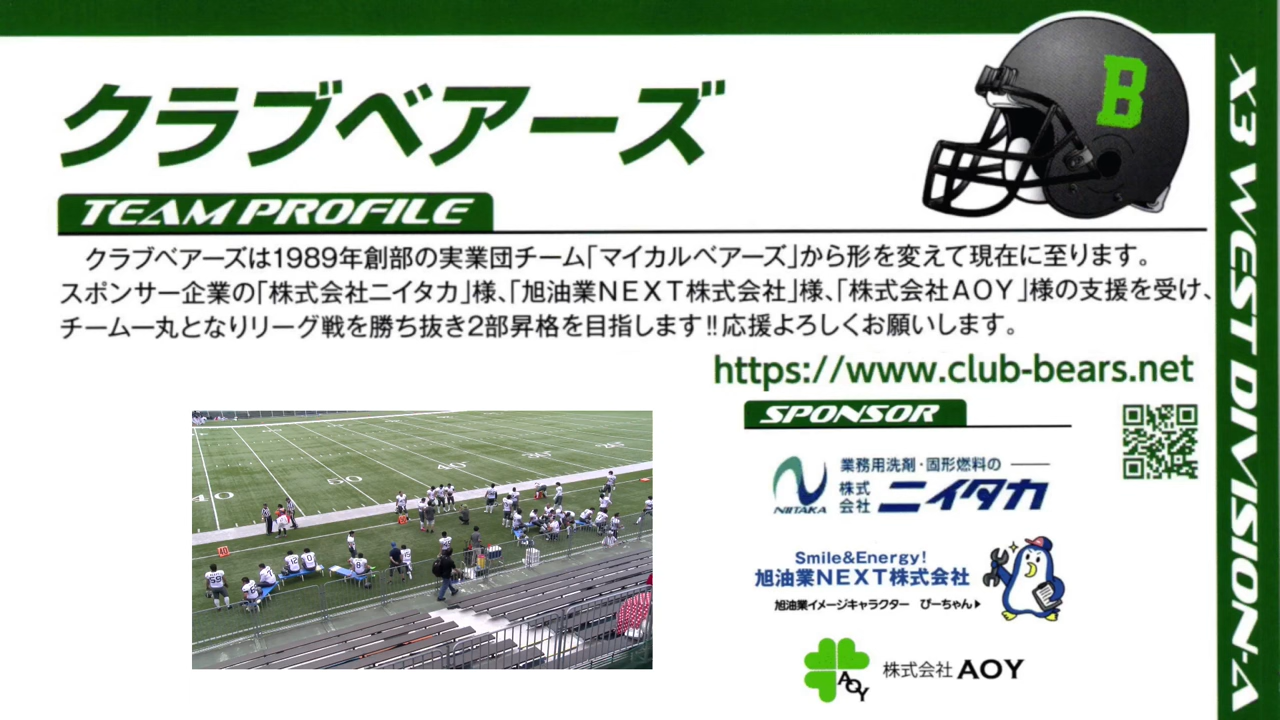 クラブベアーズ
B
TEAM PROFILE
クラブベアーズは1989年創部の実業団チーム「マイカルベアーズ」から形を変えて現在に至ります。
スポンサー企業の「株式会社ニイタカ」様、「旭油業NEXT株式会社」様、「株式会社AOY」様の支援を受け、
チーム一丸となりリーグ戦を勝ち抜き2部昇格を目指します!!応援よろしくお願いします。
https://www.club-bears.net
SPONSOR
業務用洗剤・固形燃料の
株式会社 ニイタカ
NIITAKA
Smile&Energy!
旭油業NEXT株式会社
旭油業イメージキャラクター ぴーちゃん▶
AOY
株式会社 AOY
X3 WEST DIVISION-A
40
50
40
30